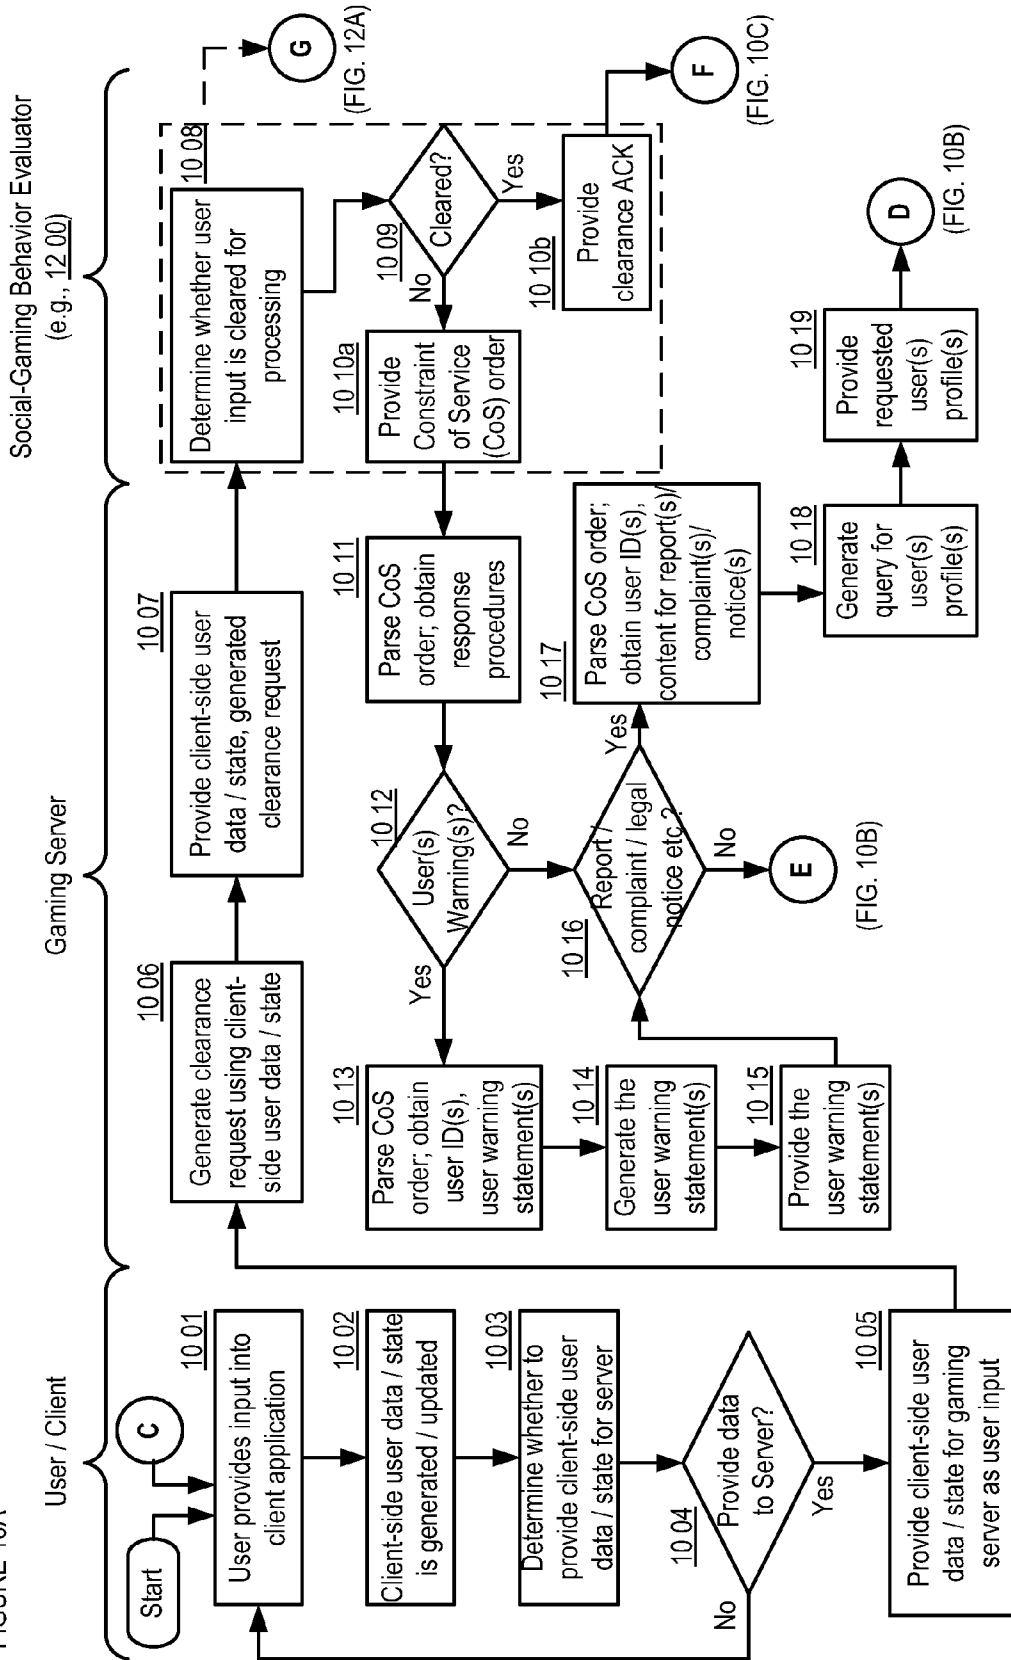 FIGURE 10A
User / Client
Gaming Server
Social-Gaming Behavior Evaluator
(e.g., 12 00)
Start
C
10 01
User provides input into
client application
10 02
Client-side user data / state
is generated / updated
10 03
Determine whether to
provide client-side user
data / state for server
10 04
Provide data
to Server?
No
Yes
10 05
Provide client-side user
data / state for gaming
server as user input
10 06
Generate clearance
request using client-
side user data / state
10 07
Provide client-side user
data / state, generated
clearance request
10 08
Determine whether user
input is cleared for
processing
G
(FIG. 12A)
10 09
Cleared?
No
Yes
10 10a
Provide
Constraint
of Service
(CoS) order
10 10b
Provide
clearance ACK
F
(FIG. 10C)
10 11
Parse CoS
order; obtain
response
procedures
10 12
User(s)
Warning(s)?
Yes
No
10 13
Parse CoS
order; obtain
user ID(s),
user warning
statement(s)
10 14
Generate the
user warning
statement(s)
10 15
Provide the
user warning
statement(s)
10 16
Report /
complaint / legal
notice etc.?
Yes
No
E
(FIG. 10B)
10 17
Parse CoS order;
obtain user ID(s),
content for report(s)/
complaint(s)/
notice(s)
10 18
Generate
query for
user(s)
profile(s)
10 19
Provide
requested
user(s)
profile(s)
D
(FIG. 10B)